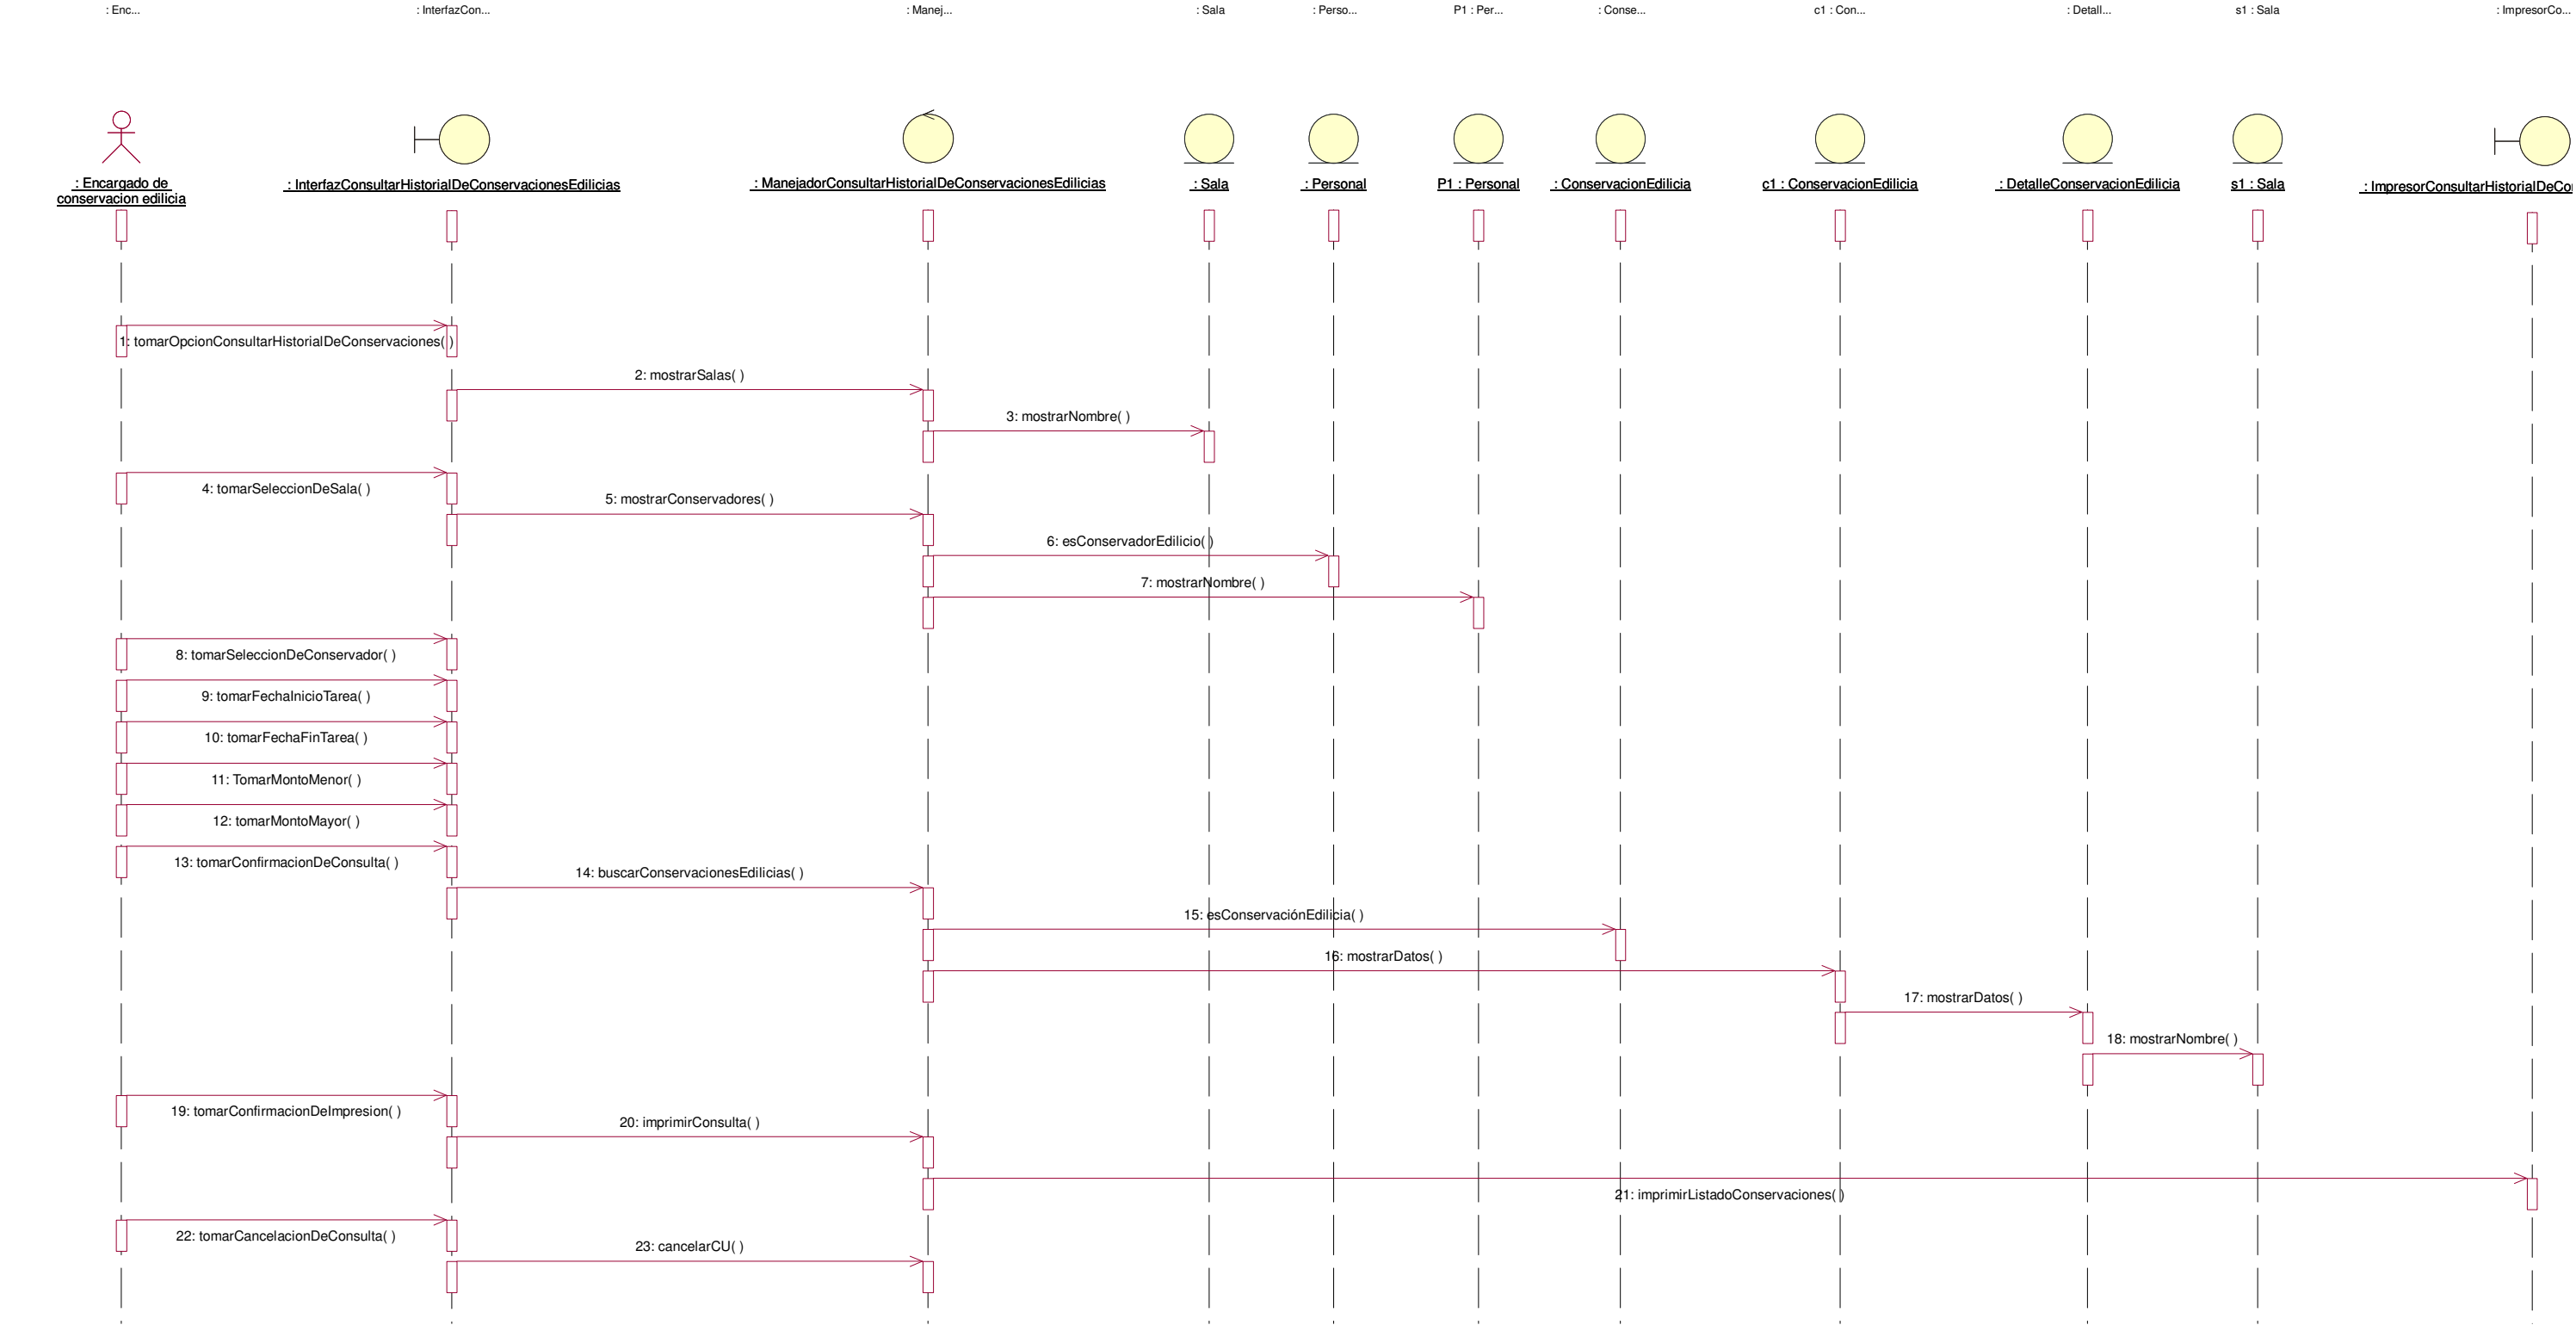 : Enc...
: InterfazCon...
: Manej...
: Sala
: Perso...
P1 : Per...
: Conse...
c1 : Con...
: Detall...
s1 : Sala
: ImpresorCo...
: Encargado de
conservacion edilicia
: InterfazConsultarHistorialDeConservacionesEdilicias
: ManejadorConsultarHistorialDeConservacionesEdilicias
: Sala
: Personal
P1 : Personal
: ConservacionEdilicia
c1 : ConservacionEdilicia
: DetalleConservacionEdilicia
s1 : Sala
: ImpresorConsultarHistorialDeCo
1: tomarOpcionConsultarHistorialDeConservaciones( )
2: mostrarSalas( )
3: mostrarNombre( )
4: tomarSeleccionDeSala( )
5: mostrarConservadores( )
6: esConservadorEdilicio( )
7: mostrarNombre( )
8: tomarSeleccionDeConservador( )
9: tomarFechaInicioTarea( )
10: tomarFechaFinTarea( )
11: TomarMontoMenor( )
12: tomarMontoMayor( )
13: tomarConfirmacionDeConsulta( )
14: buscarConservacionesEdilicias( )
15: esConservaciónEdilicia( )
16: mostrarDatos( )
17: mostrarDatos( )
18: mostrarNombre( )
19: tomarConfirmacionDeImpresion( )
20: imprimirConsulta( )
21: imprimirListadoConservaciones( )
22: tomarCancelacionDeConsulta( )
23: cancelarCU( )